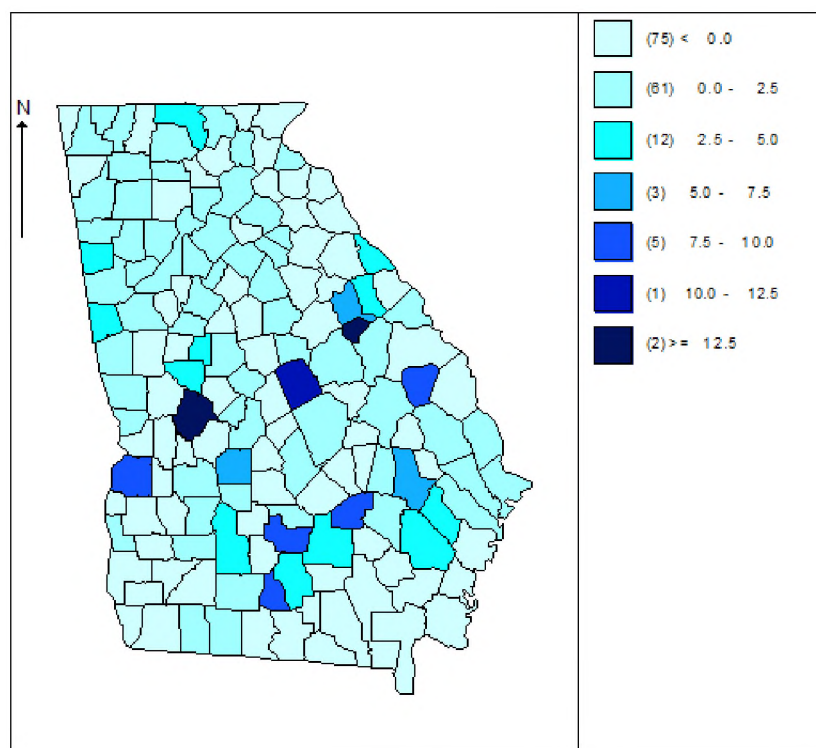 N
(75) < 0.0
(61) 0.0 - 2.5
(12) 2.5 - 5.0
(3) 5.0 - 7.5
(5) 7.5 - 10.0
(1) 10.0 - 12.5
(2) >= 12.5